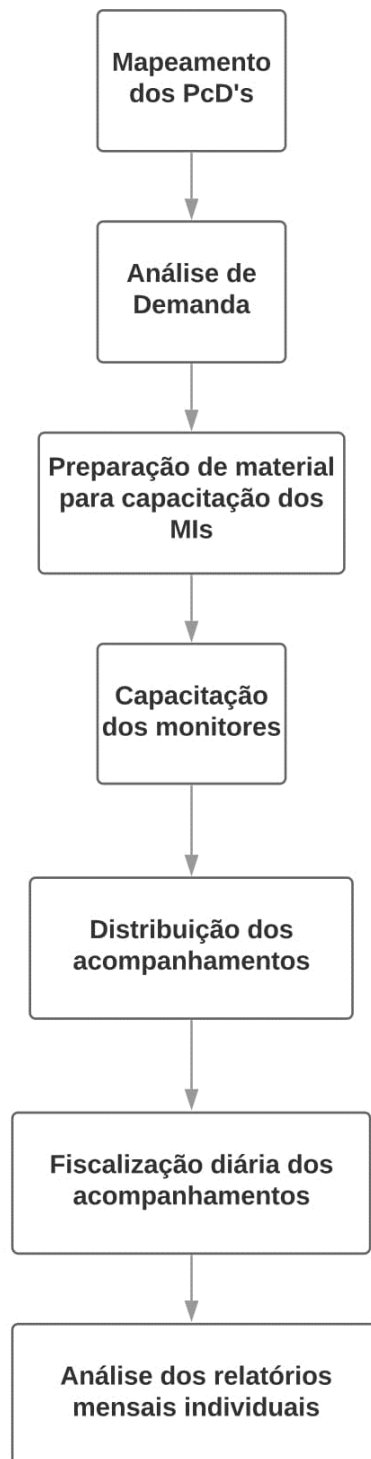 Mapeamento
dos PcD's
Análise de
Demanda
Preparação de material
para capacitação dos
MIs
Capacitação
dos monitores
Distribuição dos
acompanhamentos
Fiscalização diária dos
acompanhamentos
Análise dos relatórios
mensais individuais